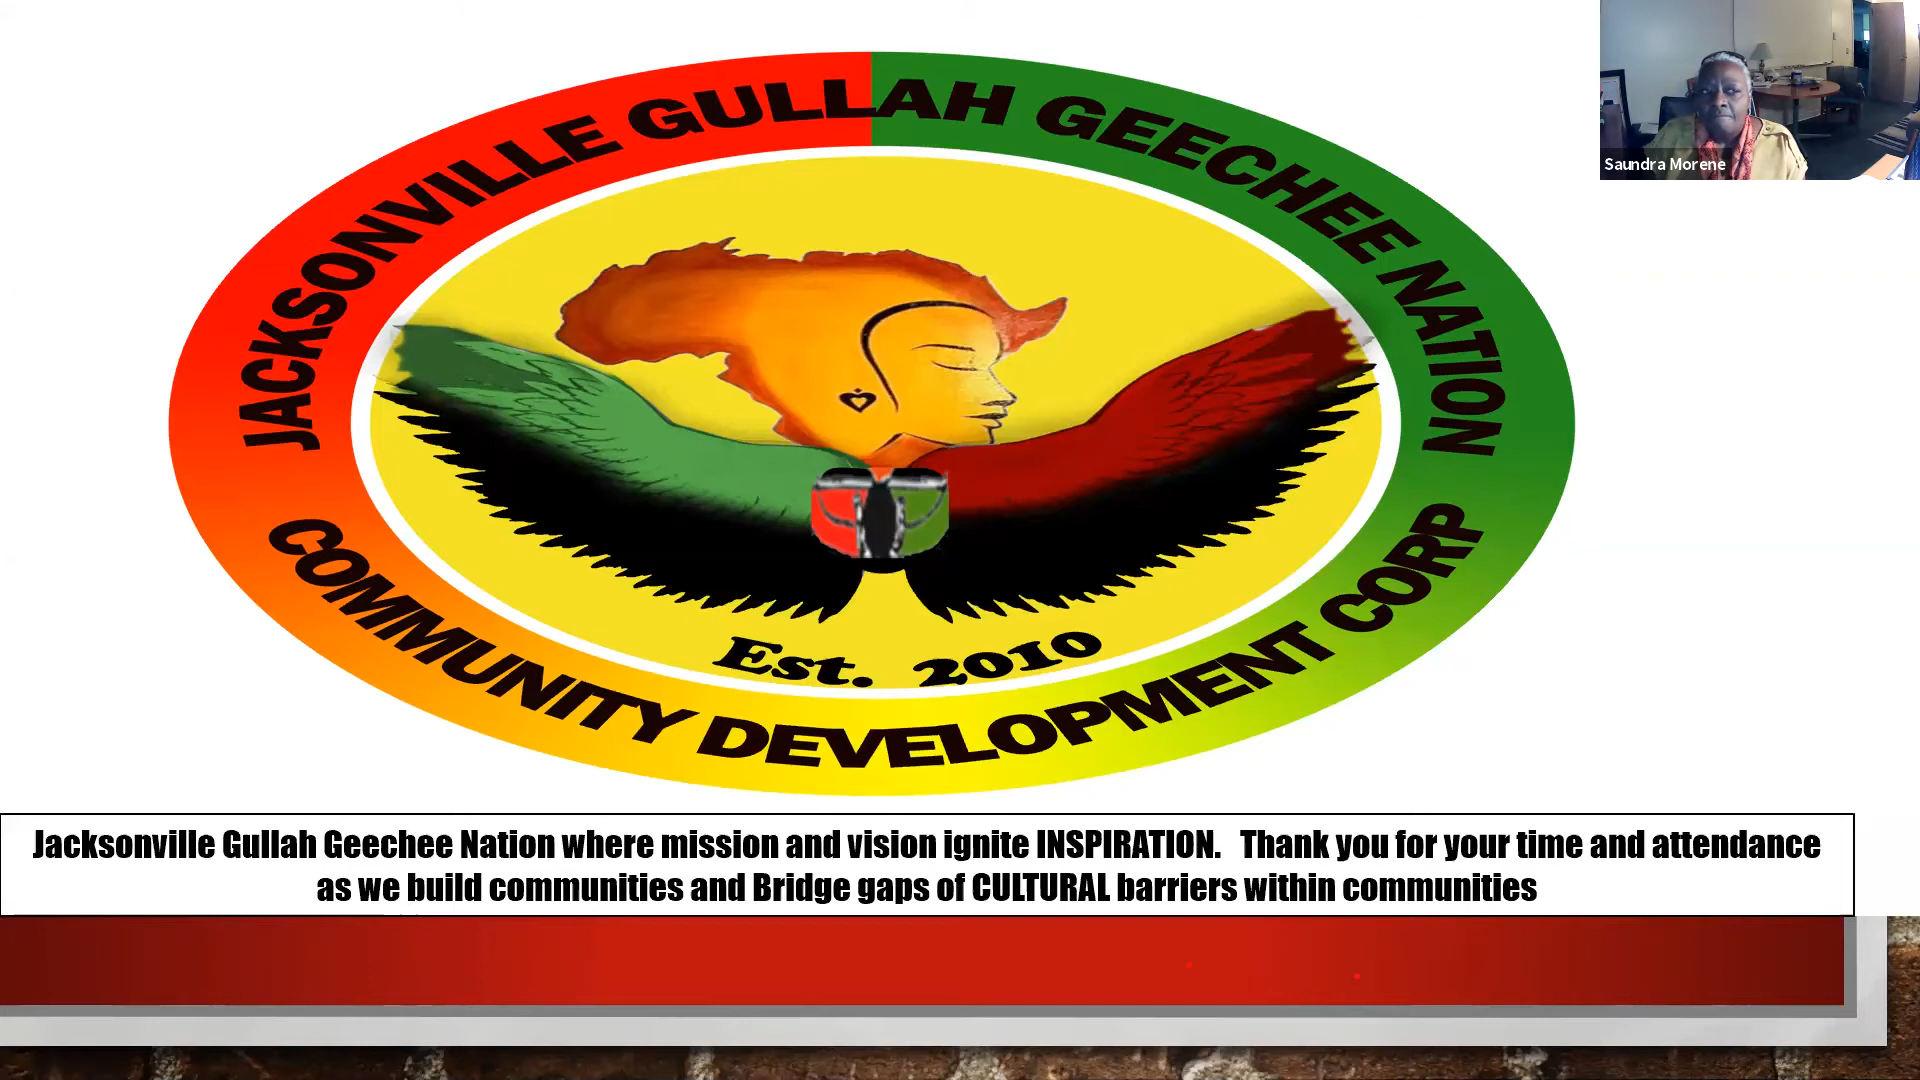 JACKSONVILLE GULLAH GEECHEE NATION
COMMUNITY DEVELOPMENT CORP
Est. 2010
Saundra Morene
Jacksonville Gullah Geechee Nation where mission and vision ignite INSPIRATION. Thank you for your time and attendance
as we build communities and Bridge gaps of CULTURAL barriers within communities